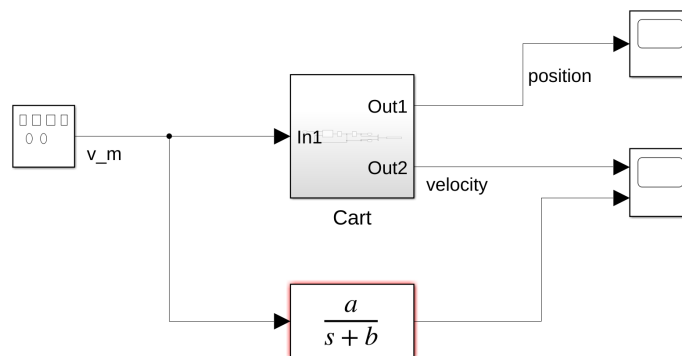 position
Out1
In1
v_m
Out2
velocity
Cart
a
s + b